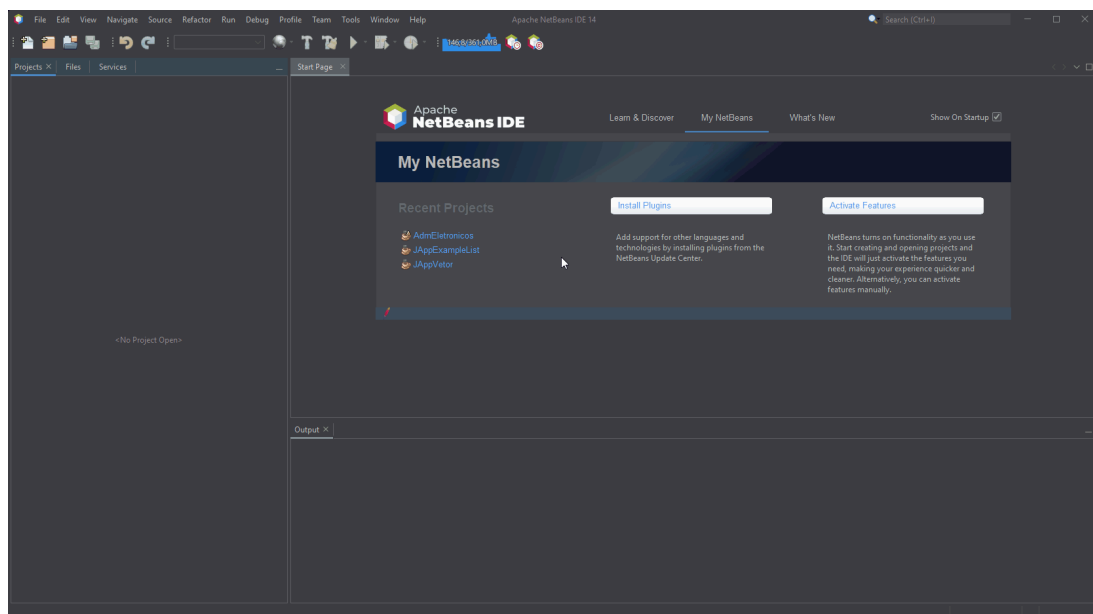 File Edit View Navigate Source Refactor Run Debug Profile Team Tools Window Help Apache NetBeans IDE 14 Search (Ctrl+I)
146,8/361,0MB
Projects Files Services Start Page
Apache
NetBeans IDE
Learn & Discover My NetBeans What's New Show On Startup
My NetBeans
Recent Projects
AdmEletronicos
JAppExampleList
JAppVetor
Install Plugins
Add support for other languages and
technologies by installing plugins from the
NetBeans Update Center.
Activate Features
NetBeans turns on functionality as you use
it. Start creating and opening projects and
the IDE will just activate the features you
need, making your experience quicker and
cleaner. Alternatively, you can activate
features manually.
<No Project Open>
Output